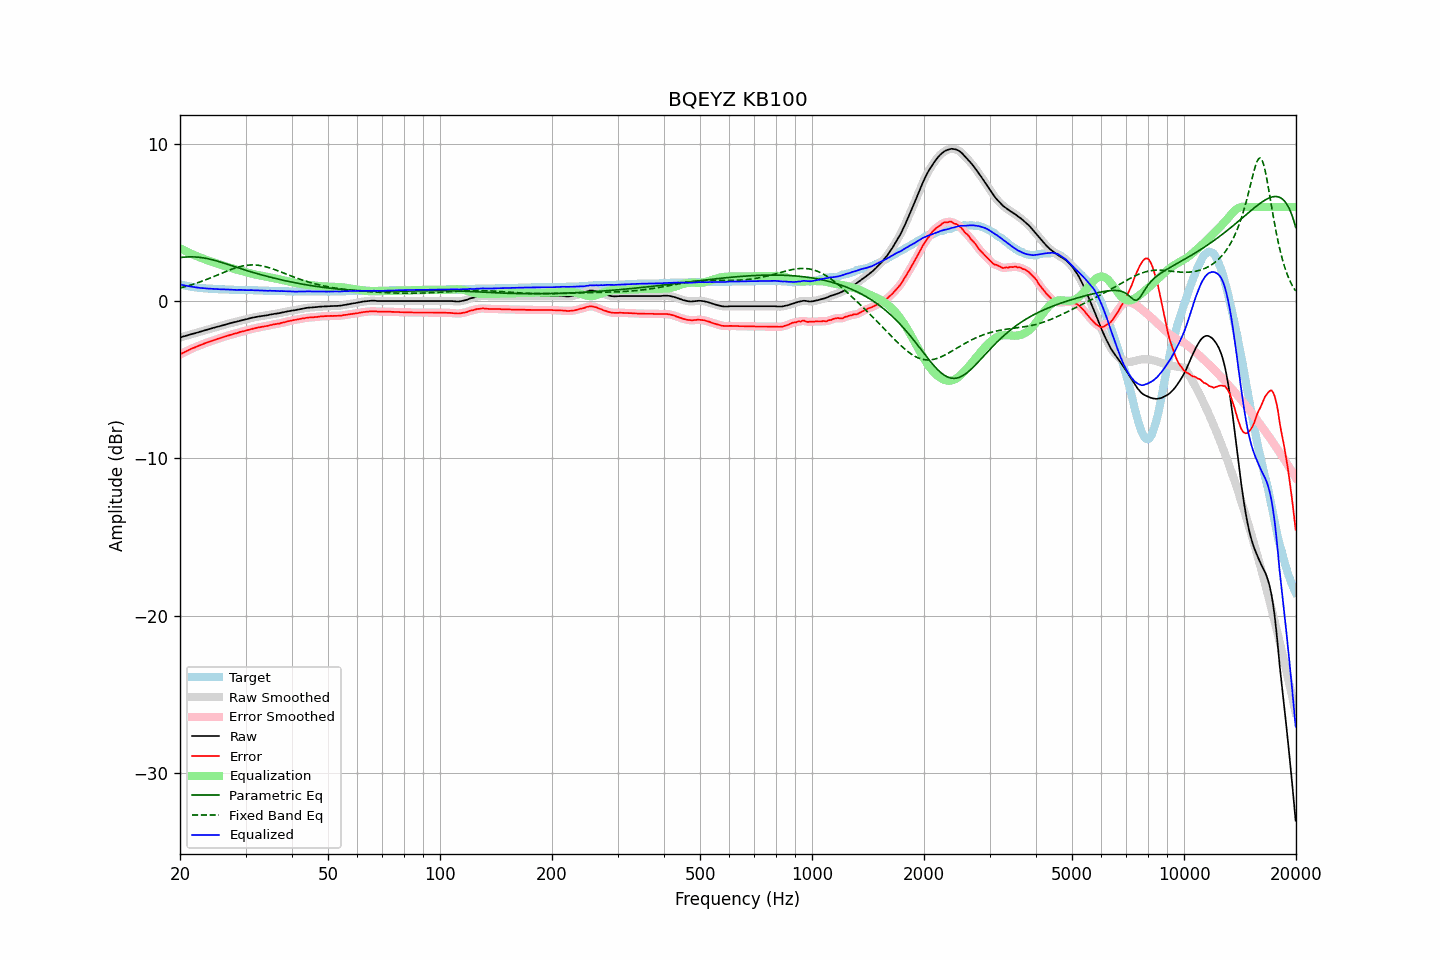 BQEYZ KB100
Amplitude (dBr)
10
0
−10
−20
−30
Target
Raw Smoothed
Error Smoothed
Raw
Error
Equalization
Parametric Eq
Fixed Band Eq
Equalized
20 50 100 200 500 1000 2000 5000 10000 20000
Frequency (Hz)